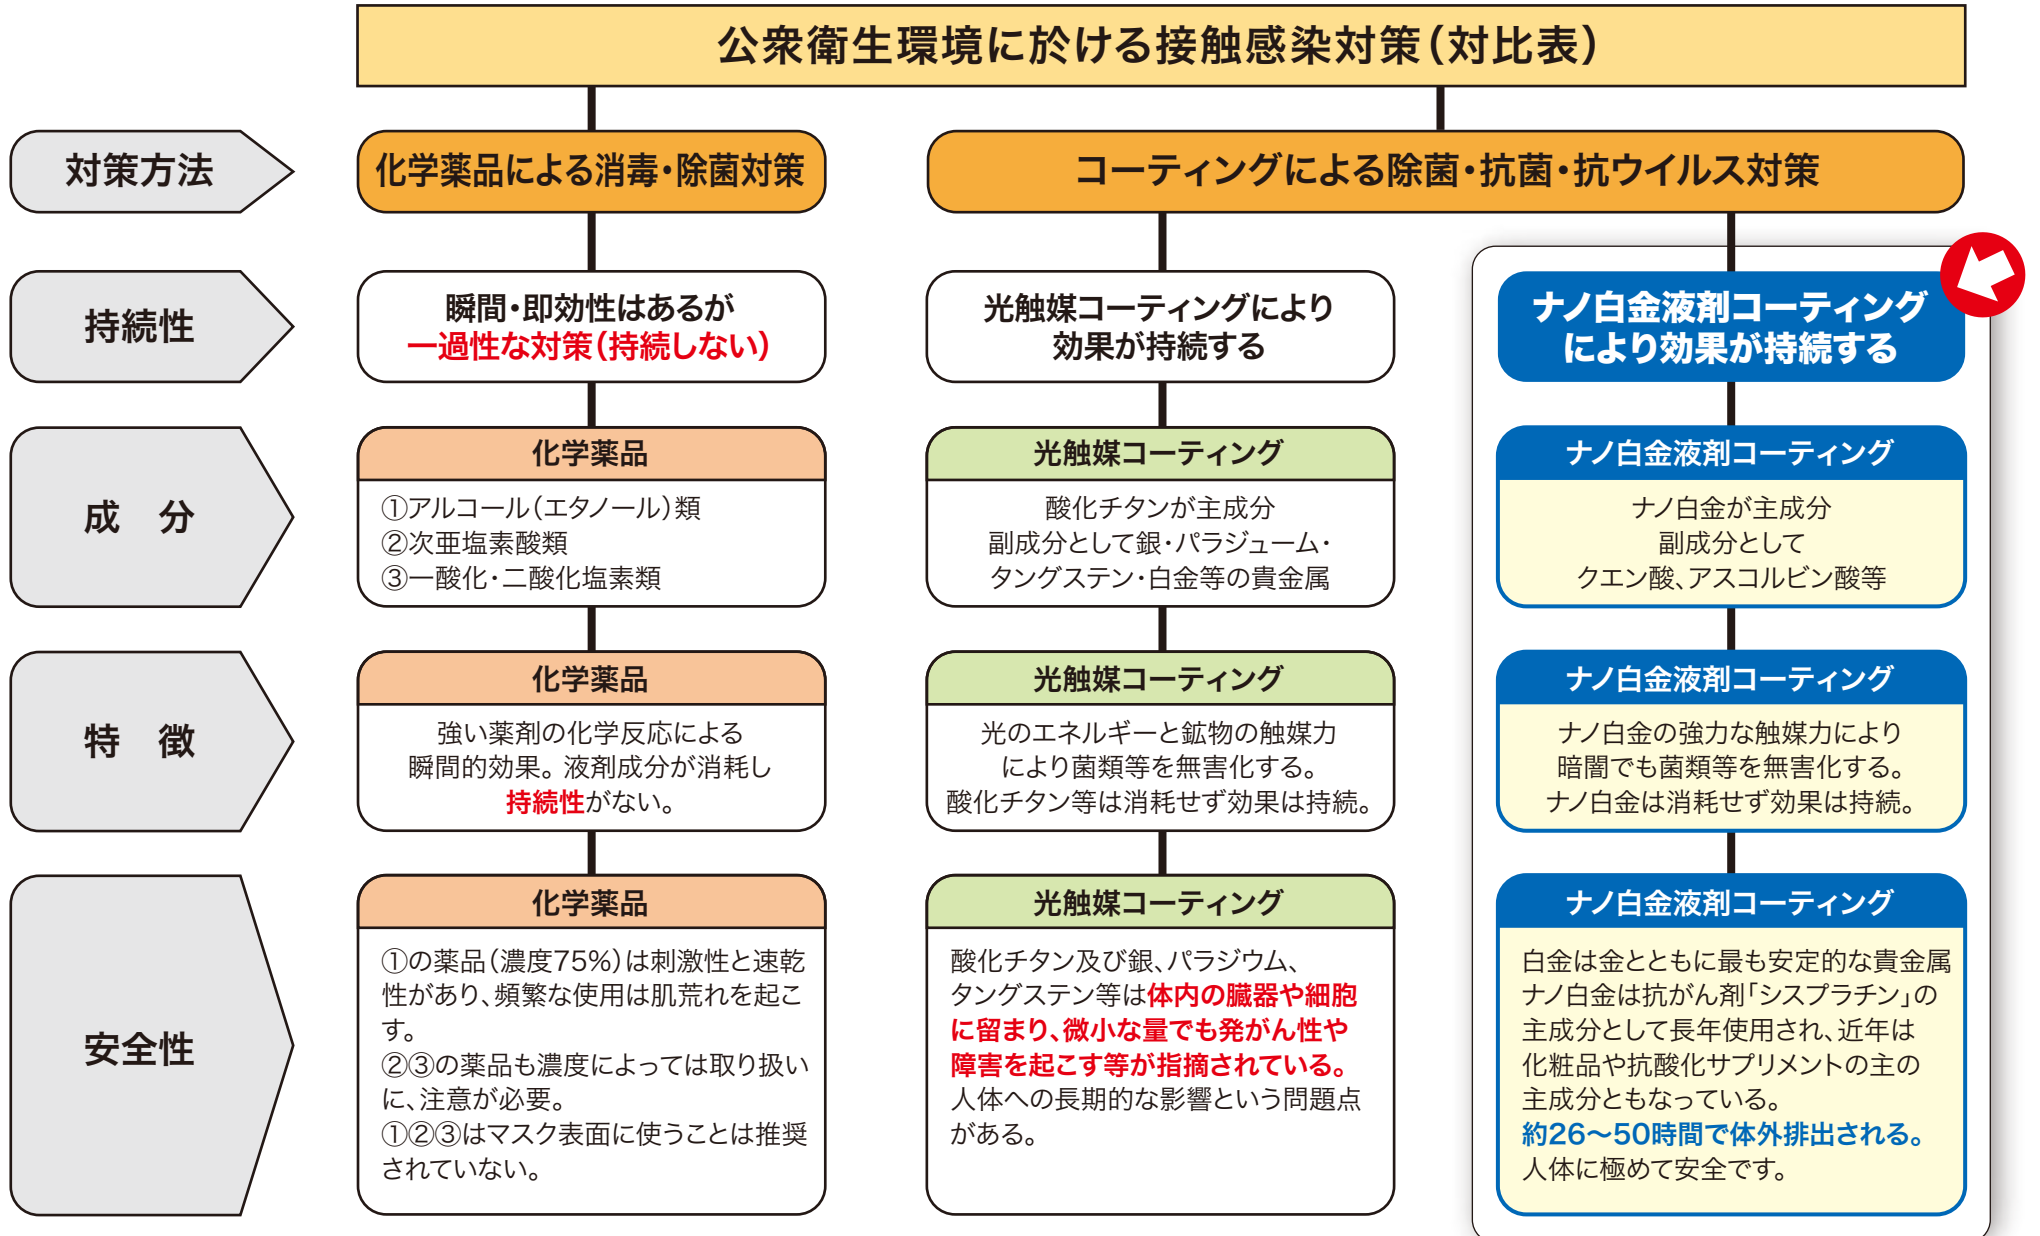 公衆衛生環境に於ける接触感染対策(対比表)
対策方法
化学薬品による消毒・除菌対策
コーティングによる除菌・抗菌・抗ウイルス対策
持続性
瞬間・即効性はあるが
一過性な対策(持続しない)
光触媒コーティングにより
効果が持続する
ナノ白金液剤コーティング
により効果が持続する
成　分
化学薬品
①アルコール(エタノール)類
②次亜塩素酸類
③一酸化・二酸化塩素類
光触媒コーティング
酸化チタンが主成分
副成分として銀・パラジューム・
タングステン・白金等の貴金属
ナノ白金液剤コーティング
ナノ白金が主成分
副成分として
クエン酸、アスコルビン酸等
特　徴
化学薬品
強い薬剤の化学反応による
瞬間的効果。液剤成分が消耗し
持続性がない。
光触媒コーティング
光のエネルギーと鉱物の触媒力
により菌類等を無害化する。
酸化チタン等は消耗せず効果は持続。
ナノ白金液剤コーティング
ナノ白金の強力な触媒力により
暗闇でも菌類等を無害化する。
ナノ白金は消耗せず効果は持続。
安全性
化学薬品
①の薬品(濃度75%)は刺激性と速乾
性があり、頻繁な使用は肌荒れを起こ
す。
②③の薬品も濃度によっては取り扱い
に、注意が必要。
①②③はマスク表面に使うことは推奨
されていない。
光触媒コーティング
酸化チタン及び銀、パラジウム、
タングステン等は体内の臓器や細胞
に留まり、微小な量でも発がん性や
障害を起こす等が指摘されている。
人体への長期的な影響という問題点
がある。
ナノ白金液剤コーティング
白金は金とともに最も安定的な貴金属
ナノ白金は抗がん剤「シスプラチン」の
主成分として長年使用され、近年は
化粧品や抗酸化サプリメントの主の
主成分ともなっている。
約26～50時間で体外排出される。
人体に極めて安全です。